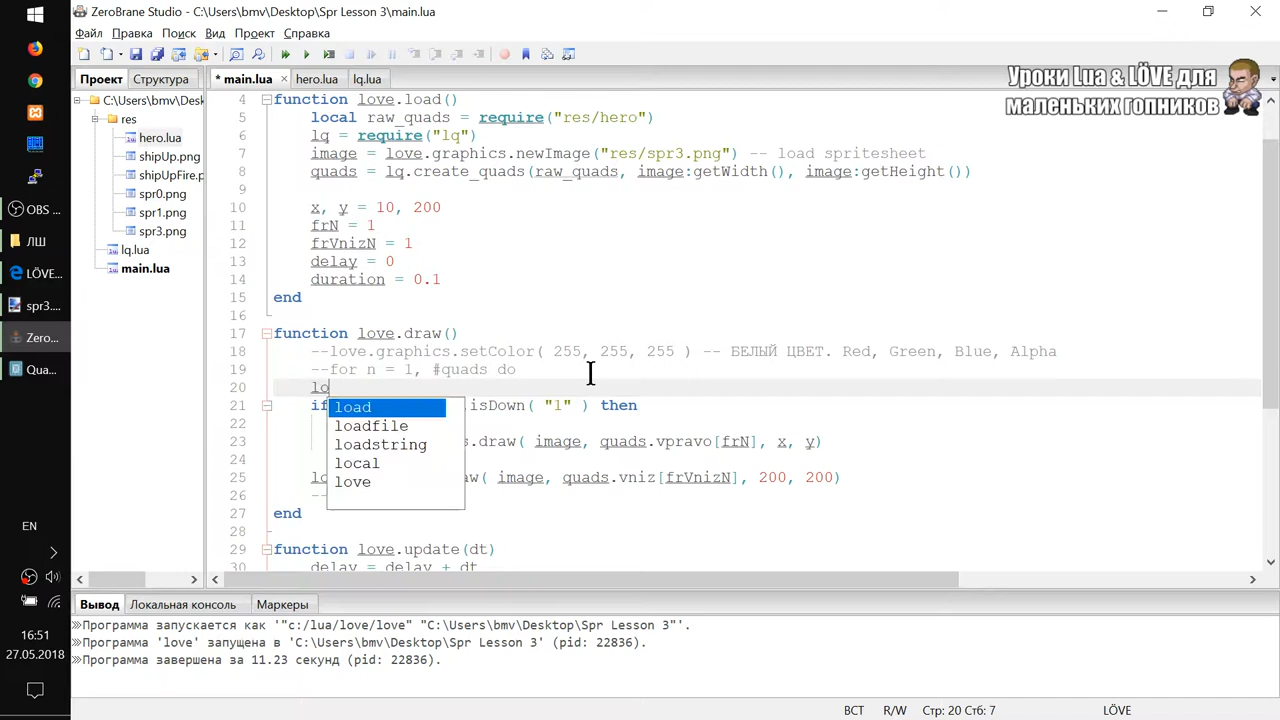 ZeroBrane Studio - C:\Users\bmv\Desktop\Spr Lesson 3\main.lua
Файл Правка Поиск Вид Проект Справка
Проект Структура * main.lua hero.lua lq.lua
Уроки Lua & LÖVE для
маленьких гопников
C:\Users\bmv\Desk
res
hero.lua
shipUp.png
shipUpFire.p
spr0.png
spr1.png
spr3.png
lq.lua
main.lua
4 function love.load()
5 local raw_quads = require("res/hero")
6 lq = require("lq")
7 image = love.graphics.newImage("res/spr3.png") -- load spritesheet
8 quads = lq.create_quads(raw_quads, image:getWidth(), image:getHeight())
9
10 x, y = 10, 200
11 frN = 1
12 frVnizN = 1
13 delay = 0
14 duration = 0.1
15 end
16
17 function love.draw()
18 --love.graphics.setColor( 255, 255, 255 ) -- БЕЛЫЙ ЦВЕТ. Red, Green, Blue, Alpha
19 --for n = 1, #quads do
20 lo
21 if .isDown( "1" ) then
22
23 s.draw( image, quads.vpravo[frN], x, y)
24
25 lo aw( image, quads.vniz[frVnizN], 200, 200)
26 --
27 end
28
29 function love.update(dt)
30 delay = delay + dt
load
loadfile
loadstring
local
love
OBS ...
ЛШ
LÖVE...
spr3....
Zero...
Qua...
EN
16:51
27.05.2018
Вывод Локальная консоль Маркеры
Программа запускается как '"c:/lua/love/love" "C:\Users\bmv\Desktop\Spr Lesson 3"'.
Программа 'love' запущена в 'C:\Users\bmv\Desktop\Spr Lesson 3' (pid: 22836).
Программа завершена за 11.23 секунд (pid: 22836).
ВСТ R/W Стр: 20 Стб: 7 LÖVE